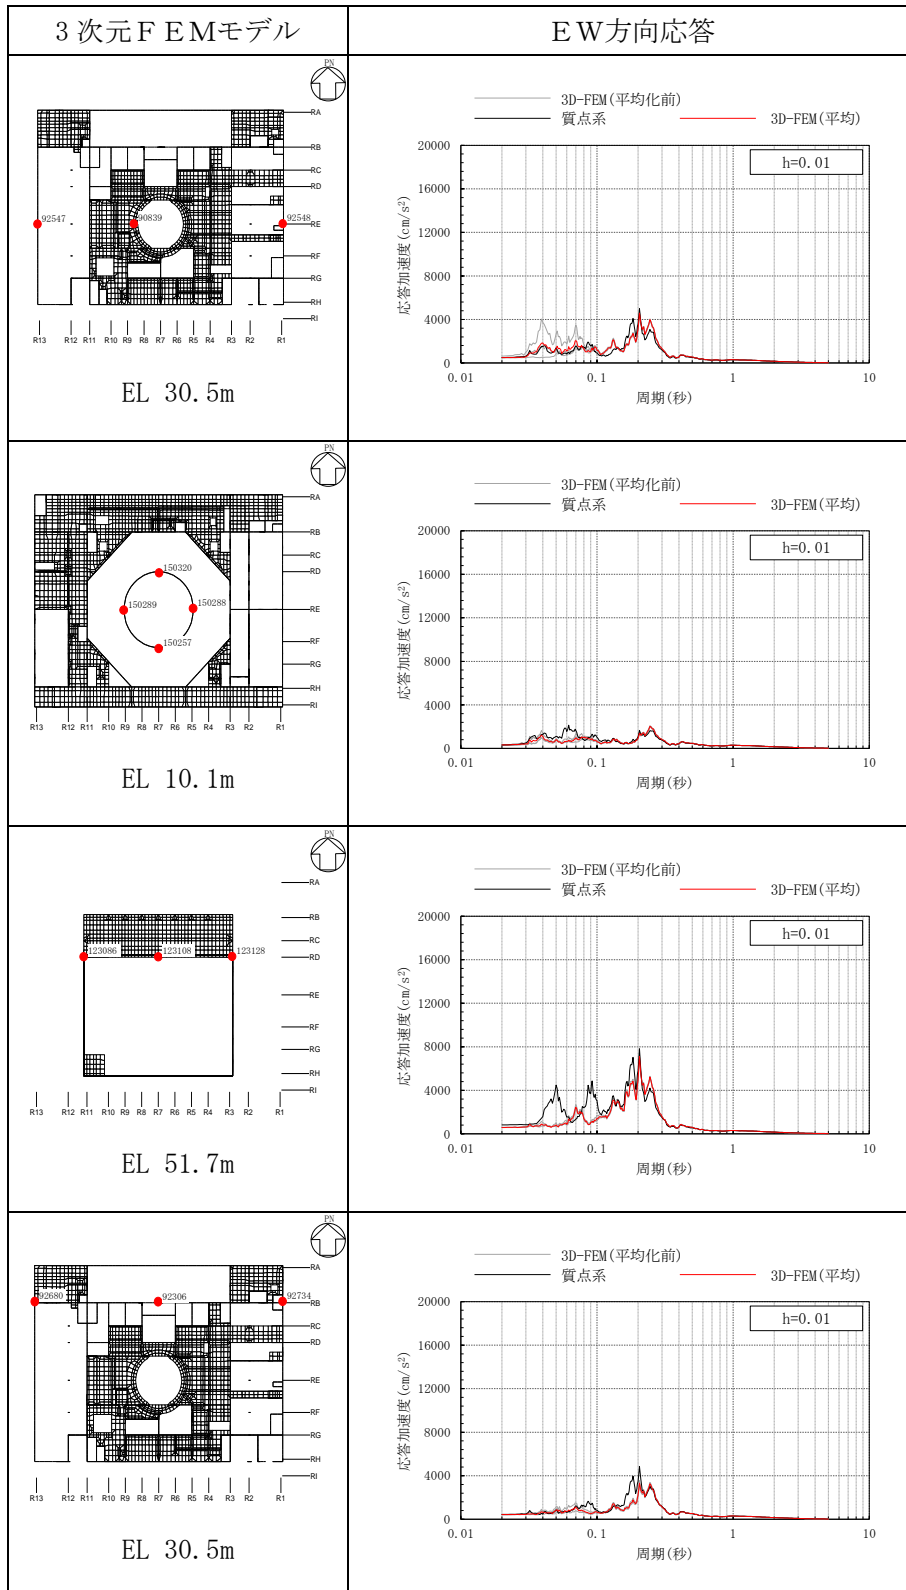 3次元FEMモデル
EW方向応答
PN
RA
RB
RC
RD
92547
90839
92548
RE
RF
RG
RH
RI
R13 R12 R11 R10 R9 R8 R7 R6 R5 R4 R3 R2 R1
EL 30.5m
3D-FEM(平均化前)
質点系
3D-FEM(平均)
h=0.01
20000
16000
12000
8000
4000
0
応答加速度(cm/s²)
0.01 0.1 1 10
周期(秒)
PN
RA
RB
RC
150320
RD
150289
150288
RE
150257
RF
RG
RH
RI
R13 R12 R11 R10 R9 R8 R7 R6 R5 R4 R3 R2 R1
EL 10.1m
3D-FEM(平均化前)
質点系
3D-FEM(平均)
h=0.01
20000
16000
12000
8000
4000
0
応答加速度(cm/s²)
0.01 0.1 1 10
周期(秒)
PN
RA
RB
RC
123086
123108
123128
RD
RE
RF
RG
RH
RI
R13 R12 R11 R10 R9 R8 R7 R6 R5 R4 R3 R2 R1
EL 51.7m
3D-FEM(平均化前)
質点系
3D-FEM(平均)
h=0.01
20000
16000
12000
8000
4000
0
応答加速度(cm/s²)
0.01 0.1 1 10
周期(秒)
PN
RA
92680
92306
92734
RB
RC
RD
RE
RF
RG
RH
RI
R13 R12 R11 R10 R9 R8 R7 R6 R5 R4 R3 R2 R1
EL 30.5m
3D-FEM(平均化前)
質点系
3D-FEM(平均)
h=0.01
20000
16000
12000
8000
4000
0
応答加速度(cm/s²)
0.01 0.1 1 10
周期(秒)